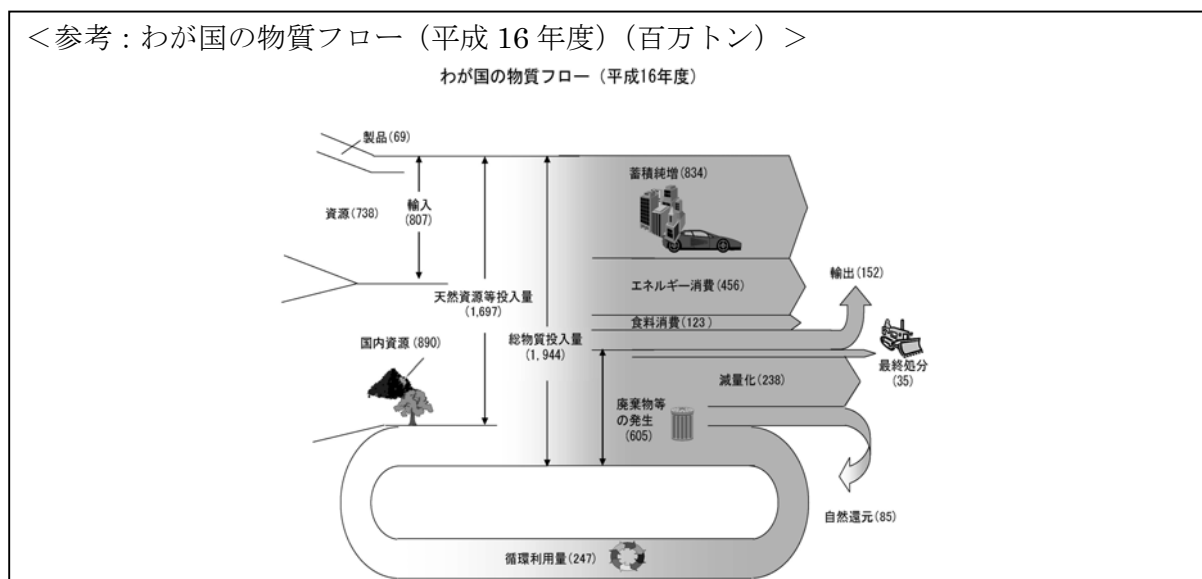 ＜参考：わが国の物質フロー（平成 16 年度）（百万トン）＞
わが国の物質フロー（平成16年度）
製品(69)
蓄積純増(834)
資源(738)
輸入
(807)
輸出(152)
エネルギー消費(456)
天然資源等投入量
(1,697)
食料消費(123)
総物質投入量
(1,944)
国内資源(890)
最終処分
(35)
減量化(238)
廃棄物等
の発生
(605)
自然還元(85)
循環利用量(247)